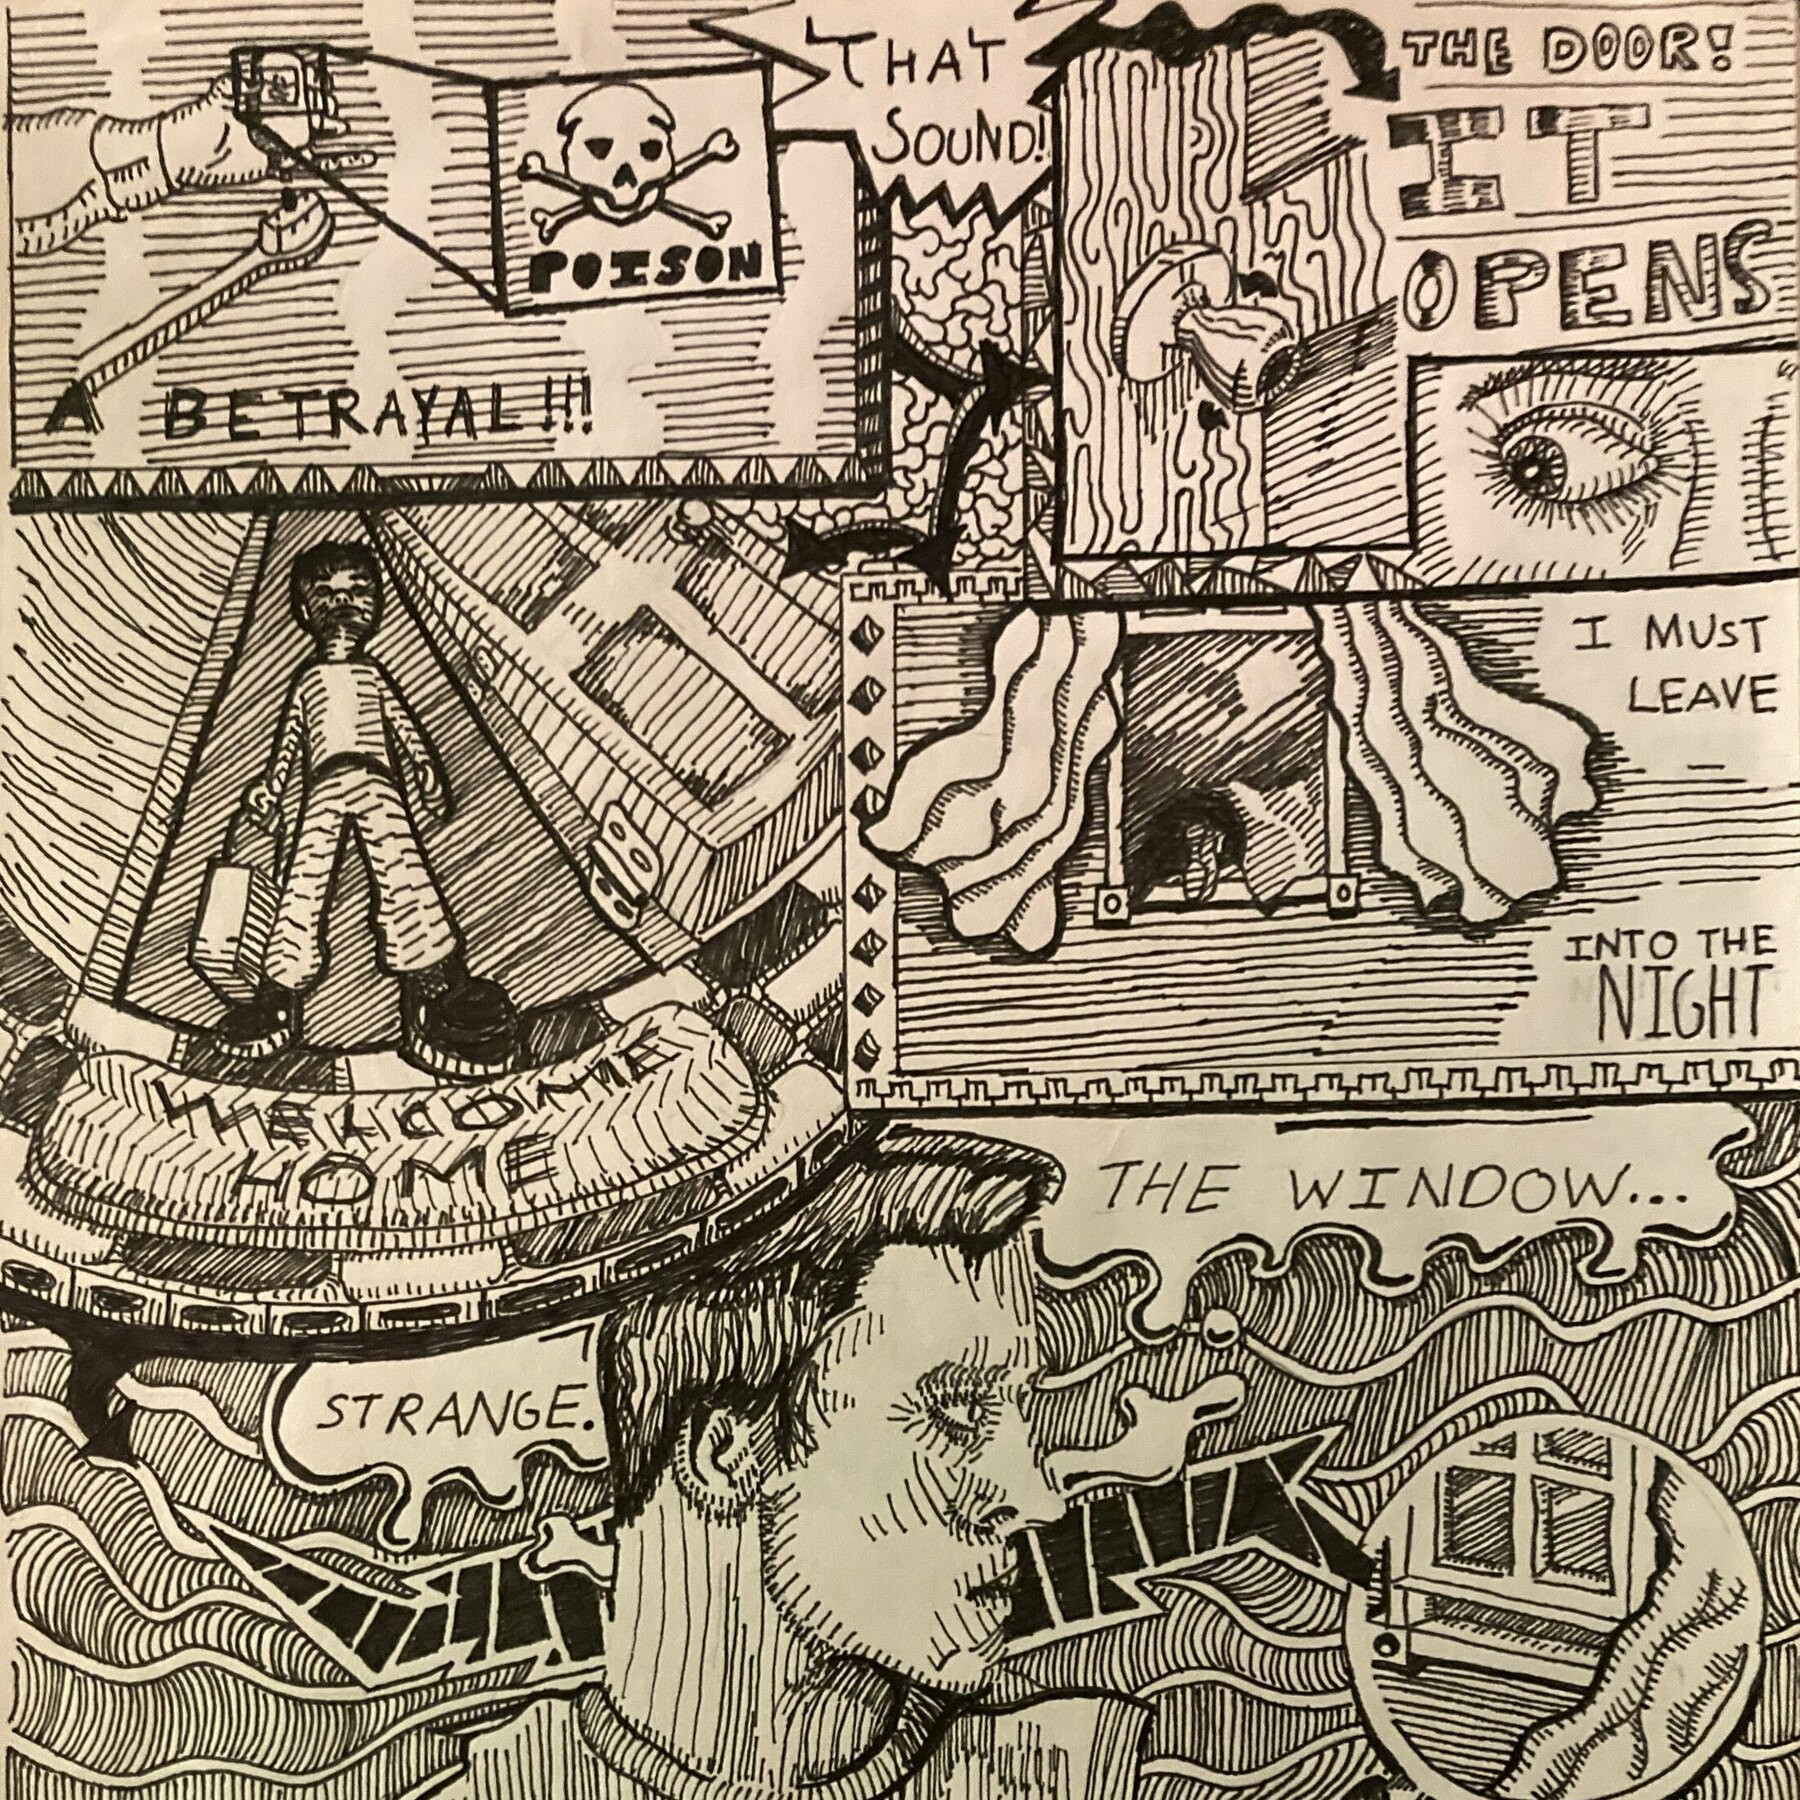 POISON
A BETRAYAL!!!
THAT
SOUND!
THE DOOR!
IT
OPENS
I MUST
LEAVE
INTO THE
NIGHT
WELCOME
HOME
THE WINDOW...
STRANGE.